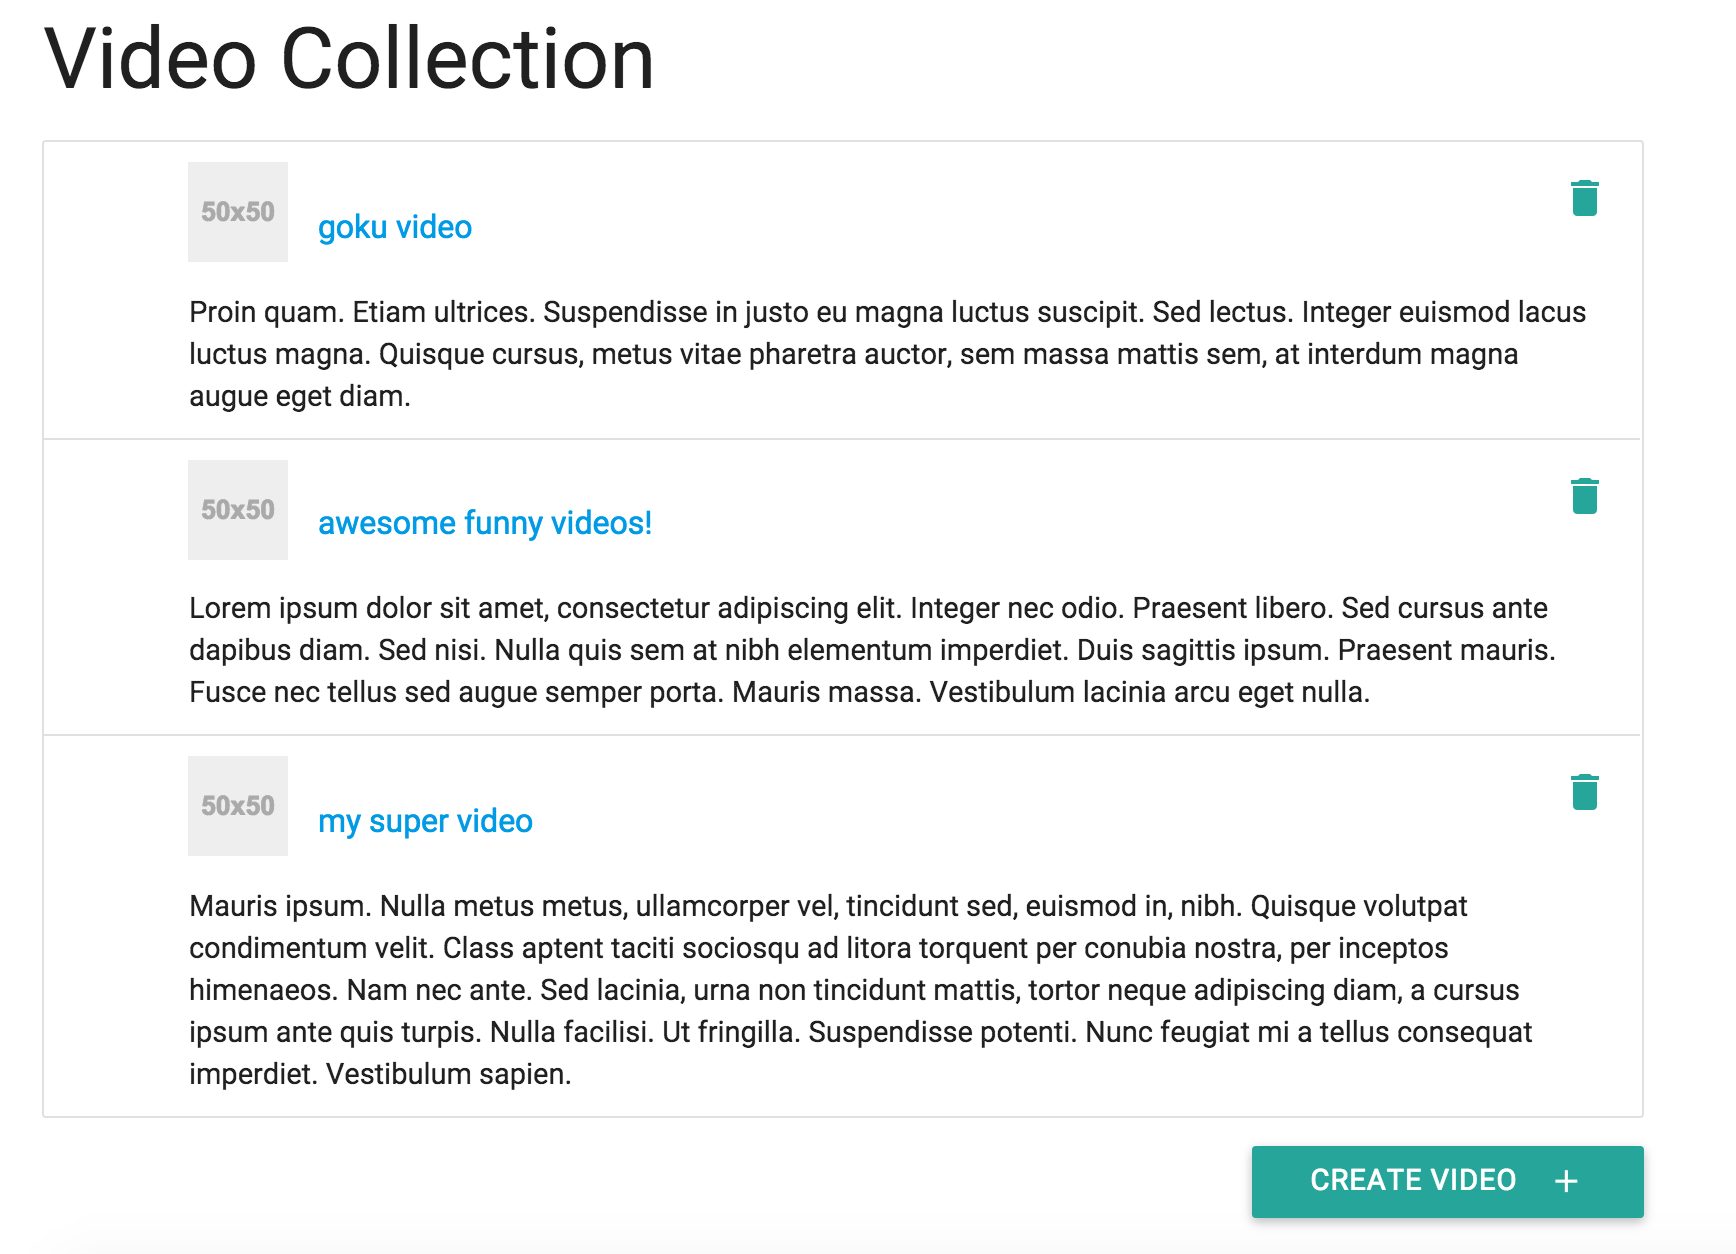 Video Collection
50x50
goku video
Proin quam. Etiam ultrices. Suspendisse in justo eu magna luctus suscipit. Sed lectus. Integer euismod lacus
luctus magna. Quisque cursus, metus vitae pharetra auctor, sem massa mattis sem, at interdum magna
augue eget diam.
50x50
awesome funny videos!
Lorem ipsum dolor sit amet, consectetur adipiscing elit. Integer nec odio. Praesent libero. Sed cursus ante
dapibus diam. Sed nisi. Nulla quis sem at nibh elementum imperdiet. Duis sagittis ipsum. Praesent mauris.
Fusce nec tellus sed augue semper porta. Mauris massa. Vestibulum lacinia arcu eget nulla.
50x50
my super video
Mauris ipsum. Nulla metus metus, ullamcorper vel, tincidunt sed, euismod in, nibh. Quisque volutpat
condimentum velit. Class aptent taciti sociosqu ad litora torquent per conubia nostra, per inceptos
himenaeos. Nam nec ante. Sed lacinia, urna non tincidunt mattis, tortor neque adipiscing diam, a cursus
ipsum ante quis turpis. Nulla facilisi. Ut fringilla. Suspendisse potenti. Nunc feugiat mi a tellus consequat
imperdiet. Vestibulum sapien.
CREATE VIDEO +